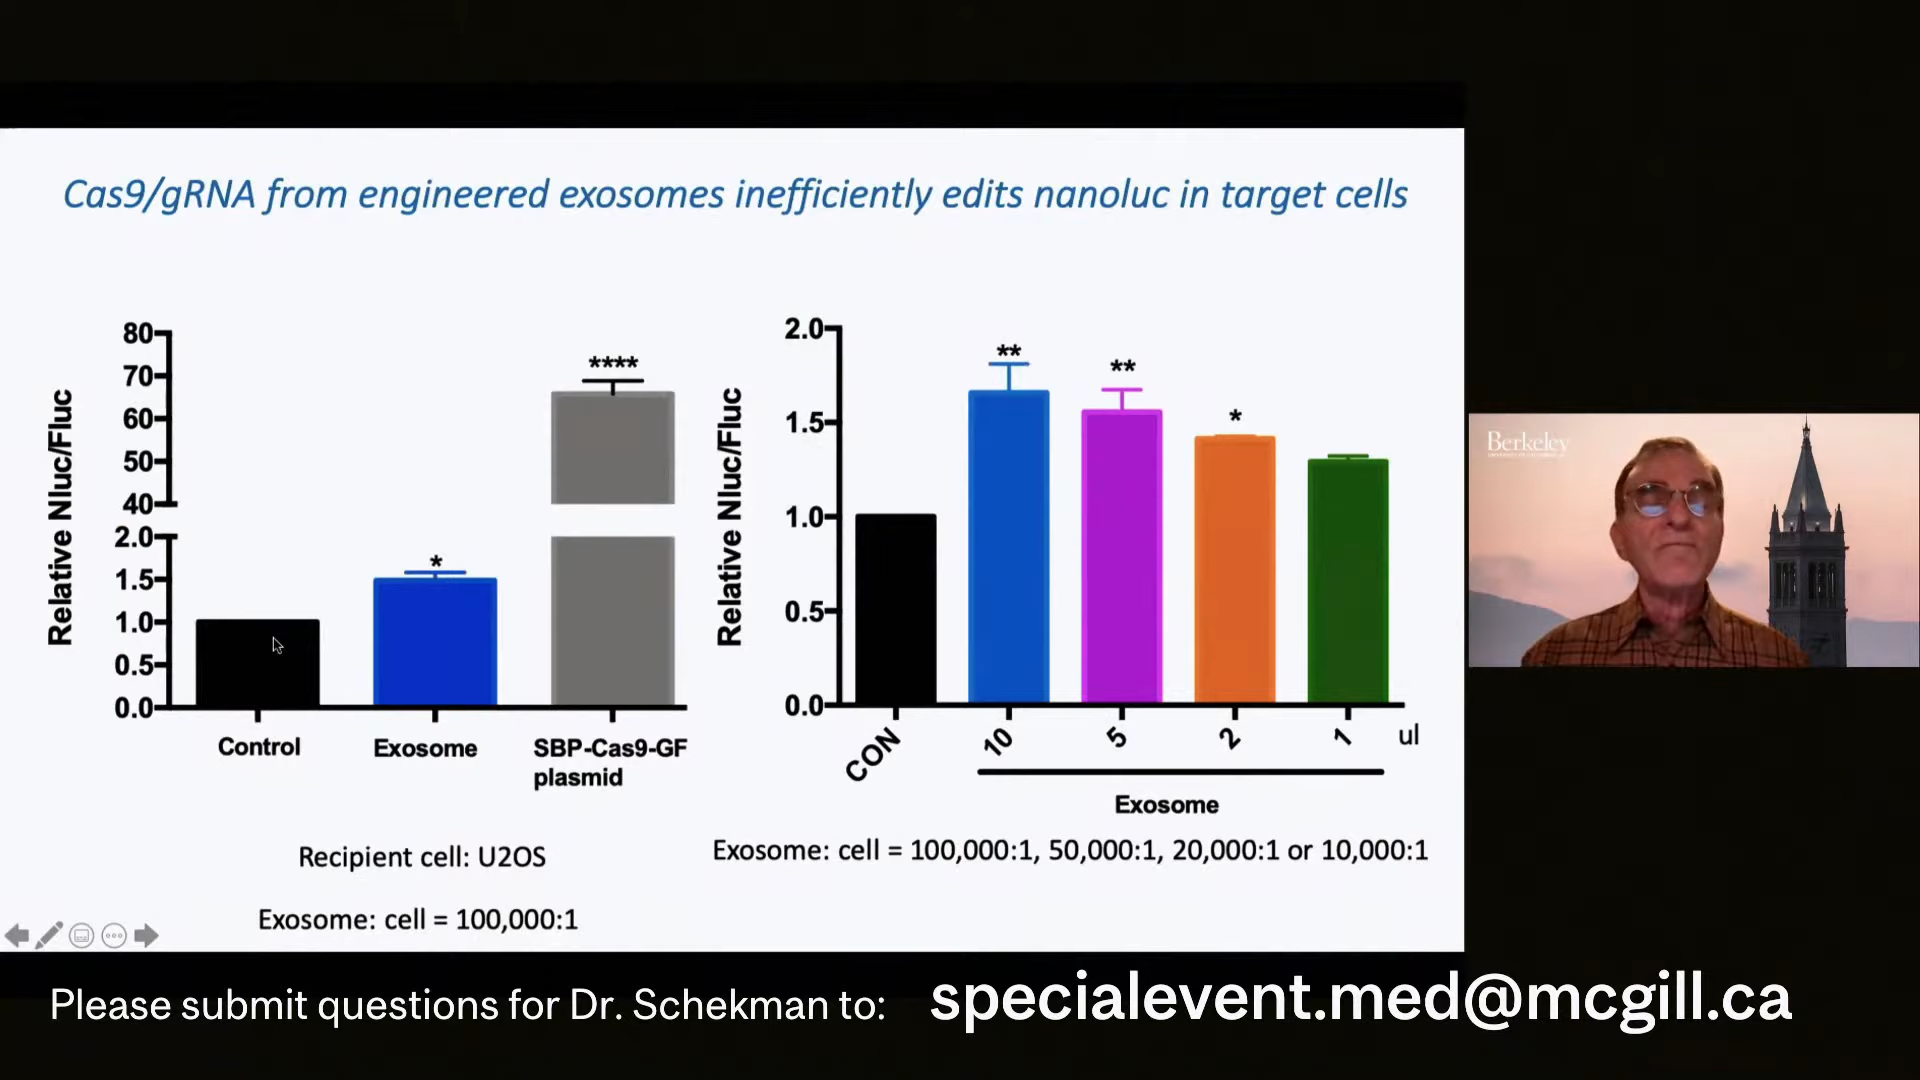 Cas9/gRNA from engineered exosomes inefficiently edits nanoluc in target cells
Relative Nluc/Fluc
80
70
60
50
40
2.0
1.5
1.0
0.5
0.0
*
****
Control
Exosome
SBP-Cas9-GF
plasmid
Recipient cell: U2OS
Exosome: cell = 100,000:1
Relative Nluc/Fluc
2.0
1.5
1.0
0.5
0.0
**
**
*
CON
10
5
2
1
ul
Exosome
Exosome: cell = 100,000:1, 50,000:1, 20,000:1 or 10,000:1
Berkeley
Please submit questions for Dr. Schekman to: specialevent.med@mcgill.ca